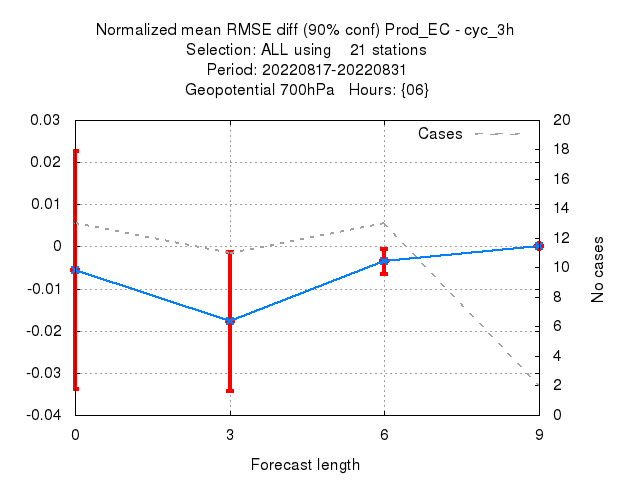 Normalized mean RMSE diff (90% conf) Prod_EC - cyc_3h
Selection: ALL using 21 stations
Period: 20220817-20220831
Geopotential 700hPa Hours: {06}
Cases
0.03
0.02
0.01
0
-0.01
-0.02
-0.03
-0.04
20
18
16
14
12
10
8
6
4
2
0
No cases
0 3 6 9
Forecast length